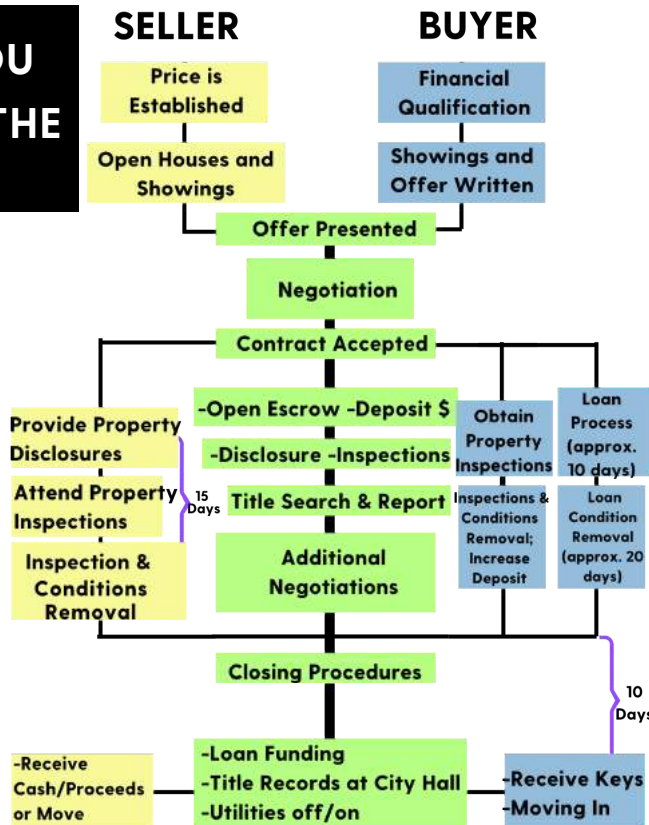 OU
THE
SELLER
BUYER
Price is
Established
Financial
Qualification
Open Houses and
Showings
Showings and
Offer Written
Offer Presented
Negotiation
Contract Accepted
-Open Escrow -Deposit $
-Disclosure -Inspections
Title Search & Report
Additional
Negotiations
Provide Property
Disclosures
Attend Property
Inspections
Inspection &
Conditions
Removal
15
Days
Obtain
Property
Inspections
Inspections &
Conditions
Removal;
Increase
Deposit
Loan
Process
(approx.
10 days)
Loan
Condition
Removal
(approx. 20
days)
Closing Procedures
10
Days
-Receive
Cash/Proceeds
or Move
-Loan Funding
-Title Records at City Hall
-Utilities off/on
-Receive Keys
-Moving In